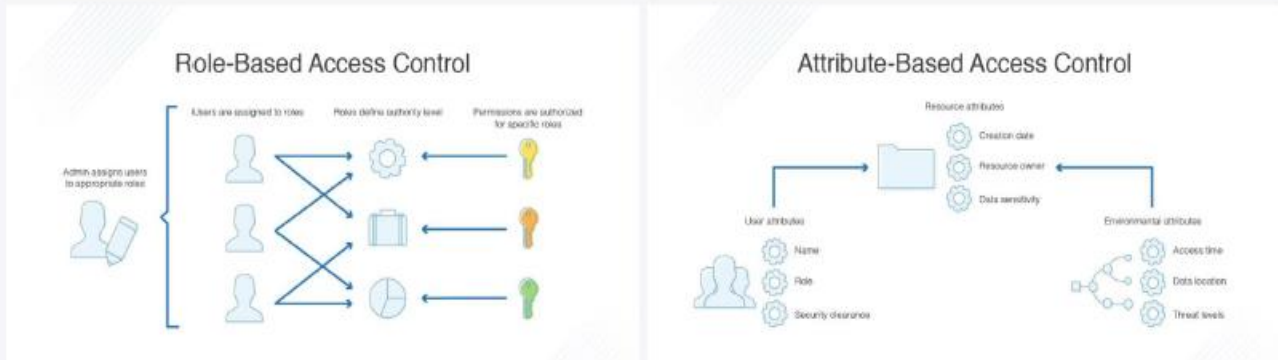 Role-Based Access Control
Users are assigned to roles
Roles define authority level
Permissions are authorized
for specific roles
Admin assigns users
to appropriate roles
Attribute-Based Access Control
Resource attributes
Creation date
Resource owner
Data sensitivity
User attributes
Name
Role
Security clearance
Environmental attributes
Access time
Data location
Threat levels